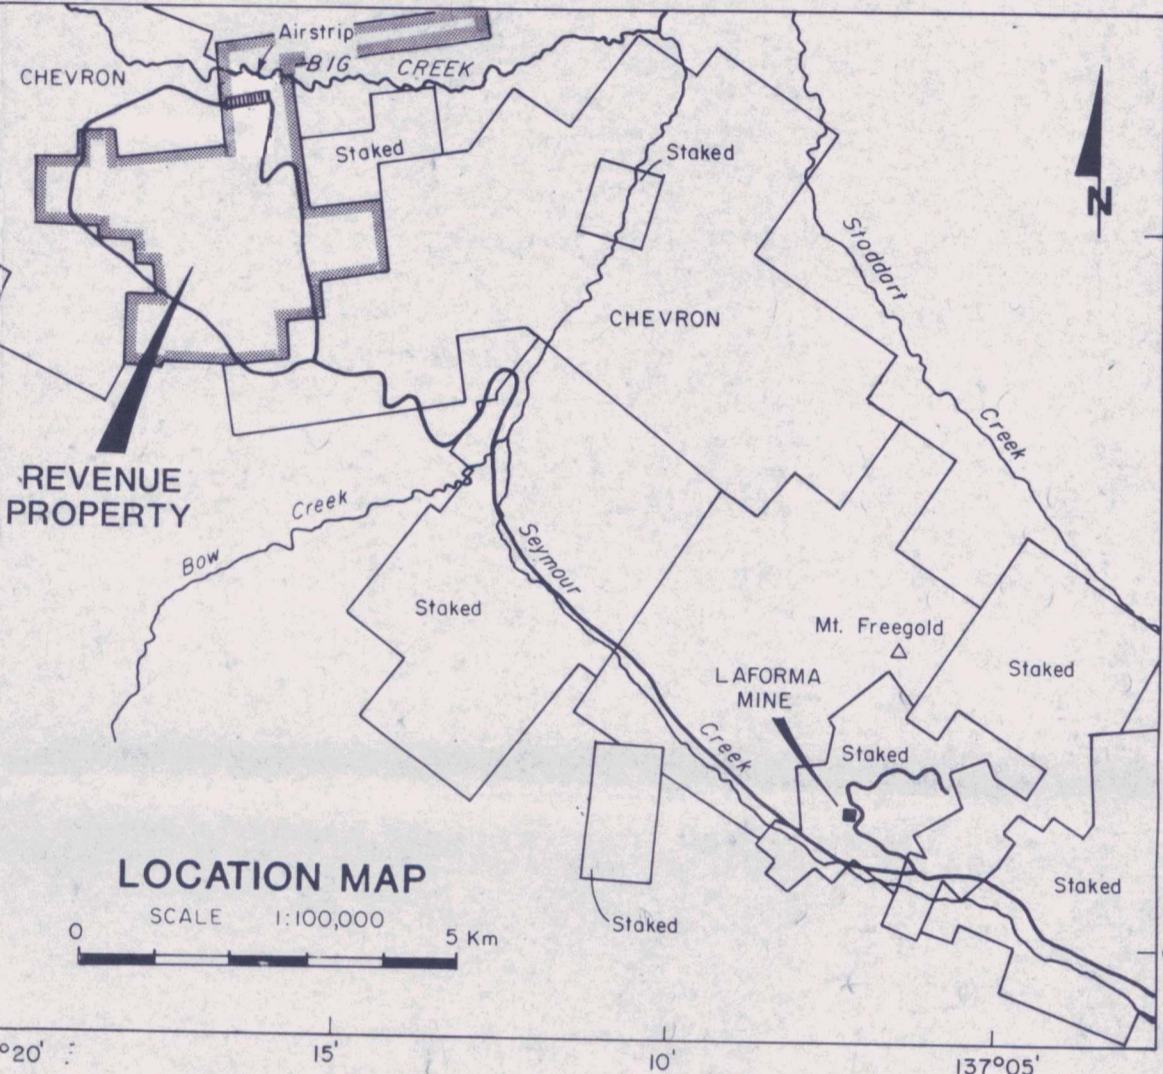 Airstrip
BIG CREEK
CHEVRON
Staked
Staked
N
Stoddart
Creek
CHEVRON
REVENUE
PROPERTY
Creek
Bow
Seymour
Creek
Staked
Mt. Freegold
LAFORMA
MINE
Staked
Staked
Staked
Staked
LOCATION MAP
SCALE 1:100,000
0 5 Km
°20' 15' 10' 137°05'